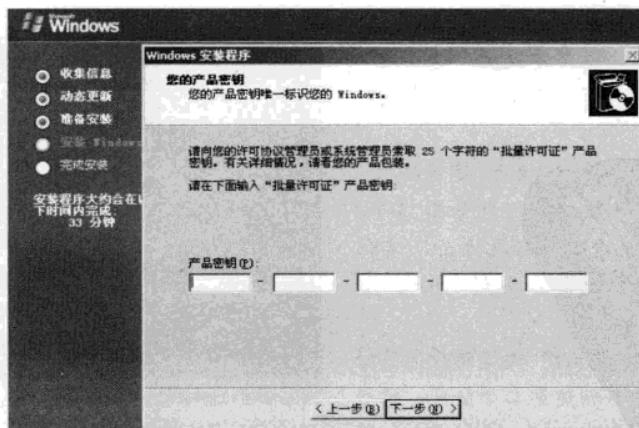 Microsoft
Windows
收集信息
动态更新
准备安装
安装 Windows
完成安装
安装程序大约会在以
下时间内完成:
33 分钟
Windows 安装程序
您的产品密钥
您的产品密钥唯一标识您的 Windows。
请向您的许可协议管理员或系统管理员索取 25 个字符的“批量许可证”产品
密钥。有关详细情况，请看您的产品包装。
请在下面输入“批量许可证”产品密钥:
产品密钥(P):
- - - -
< 上一步(B)
下一步(N) >